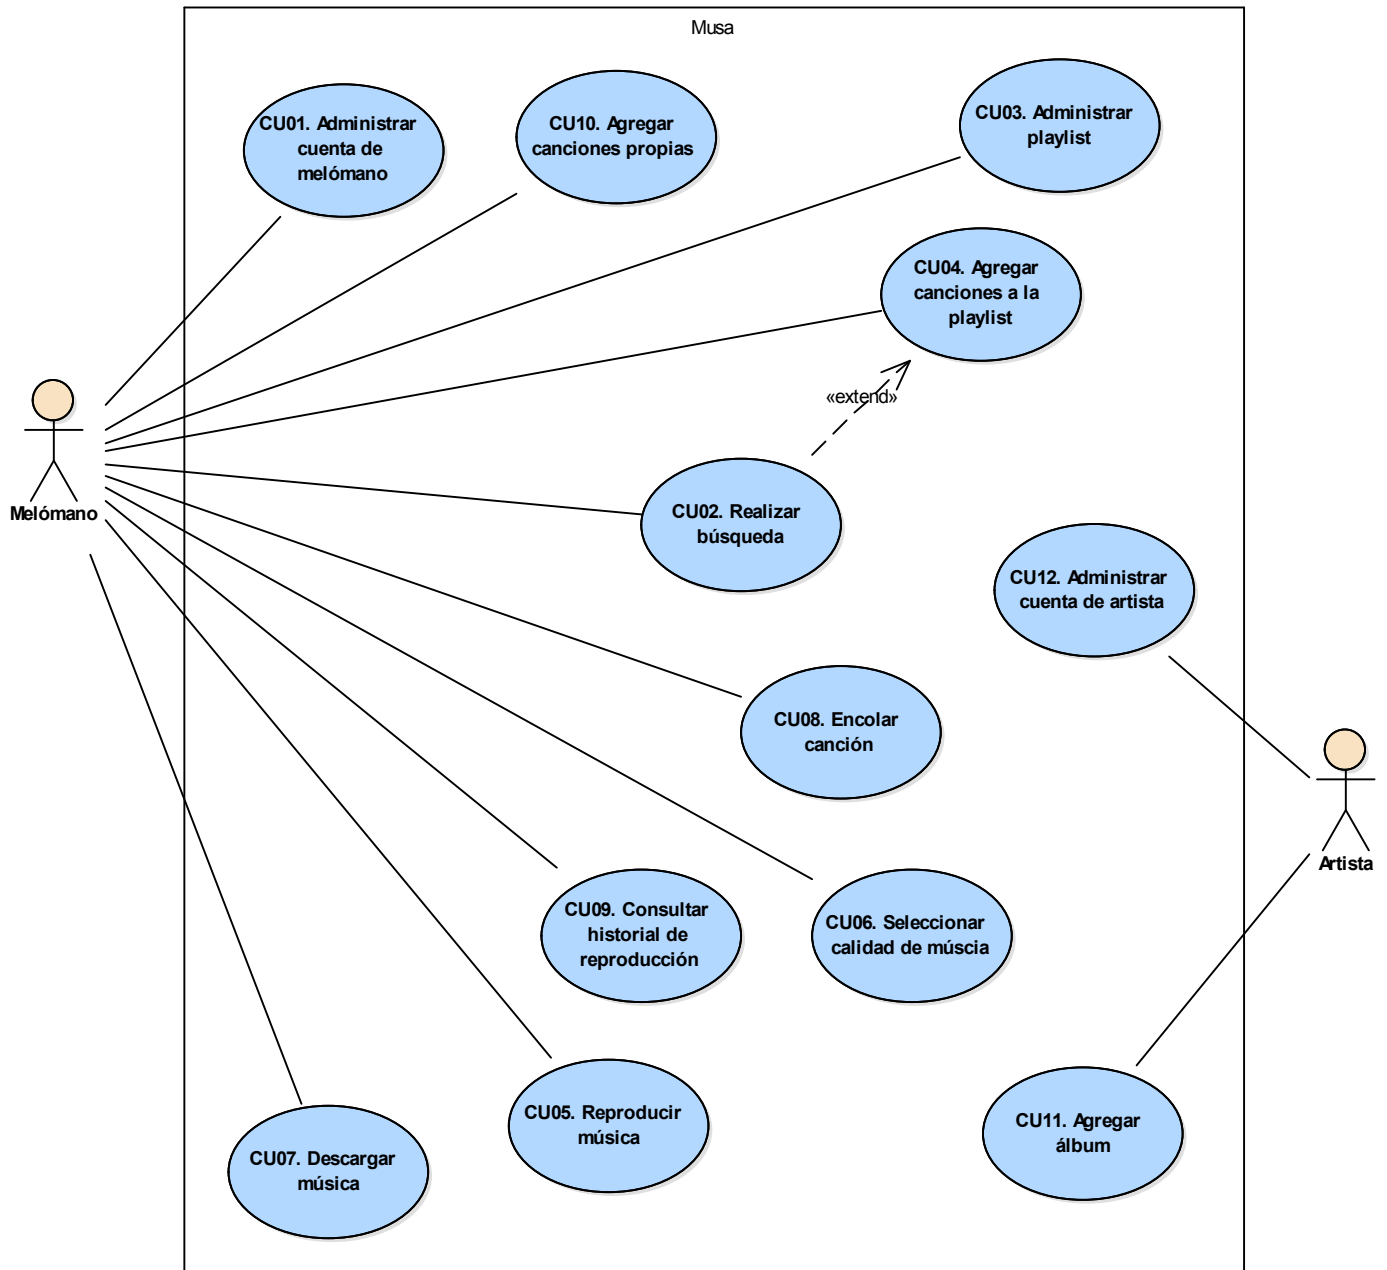 Musa
CU01. Administrar
cuenta de
melómano
CU10. Agregar
canciones propias
CU03. Administrar
playlist
CU04. Agregar
canciones a la
playlist
«extend»
Melómano
CU02. Realizar
búsqueda
CU12. Administrar
cuenta de artista
CU08. Encolar
canción
Artista
CU09. Consultar
historial de
reproducción
CU06. Seleccionar
calidad de múscia
CU05. Reproducir
música
CU11. Agregar
álbum
CU07. Descargar
música